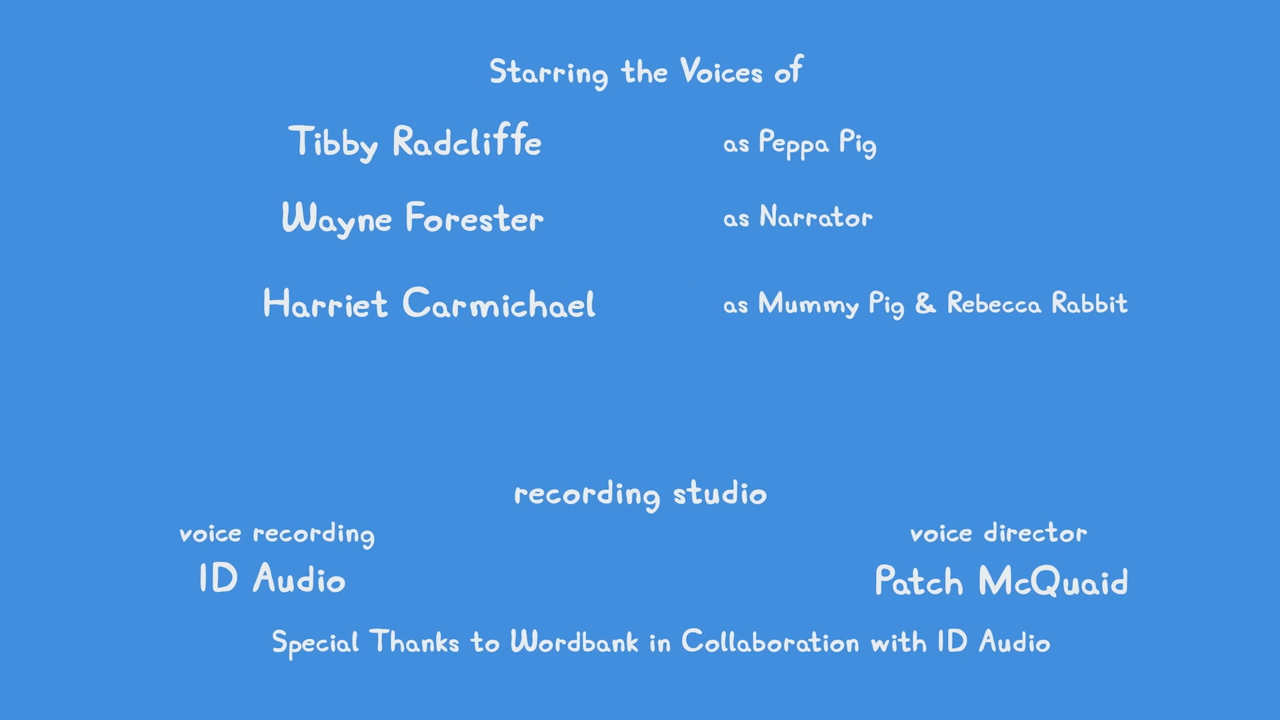 Starring the Voices of
Tibby Radcliffe as Peppa Pig
Wayne Forester as Narrator
Harriet Carmichael as Mummy Pig & Rebecca Rabbit
recording studio
voice recording voice director
ID Audio Patch McQuaid
Special Thanks to Wordbank in Collaboration with ID Audio